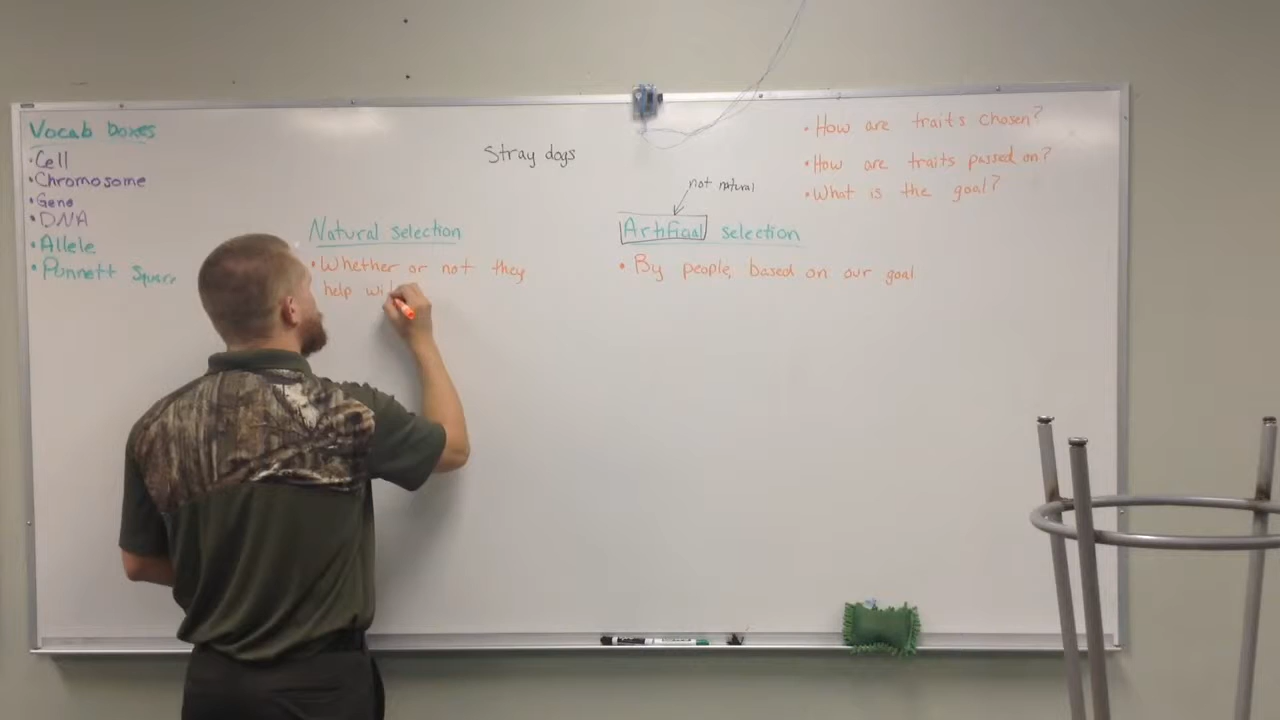 Vocab boxes
• Cell
• Chromosome
• Gene
• DNA
• Allele
• Punnett Square
Stray dogs
Natural selection
• Whether or not they
help wi
not natural
Artificial selection
• By people, based on our goal
• How are traits chosen?
• How are traits passed on?
• What is the goal?